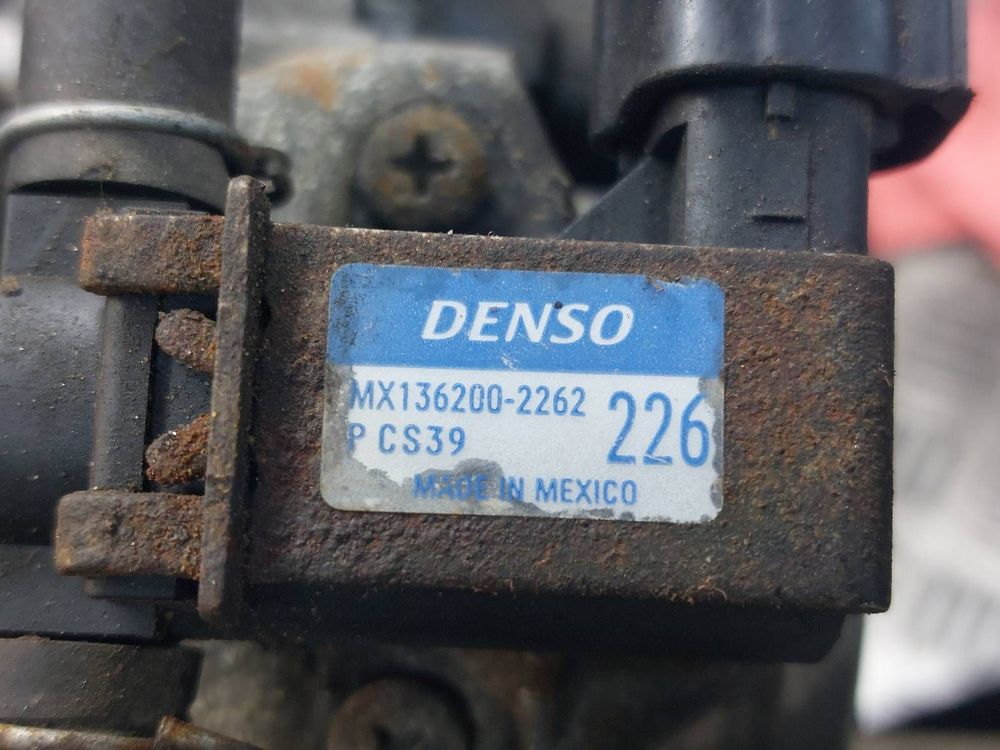 DENSO
MX136200-2262
226
P CS39
MADE IN MEXICO